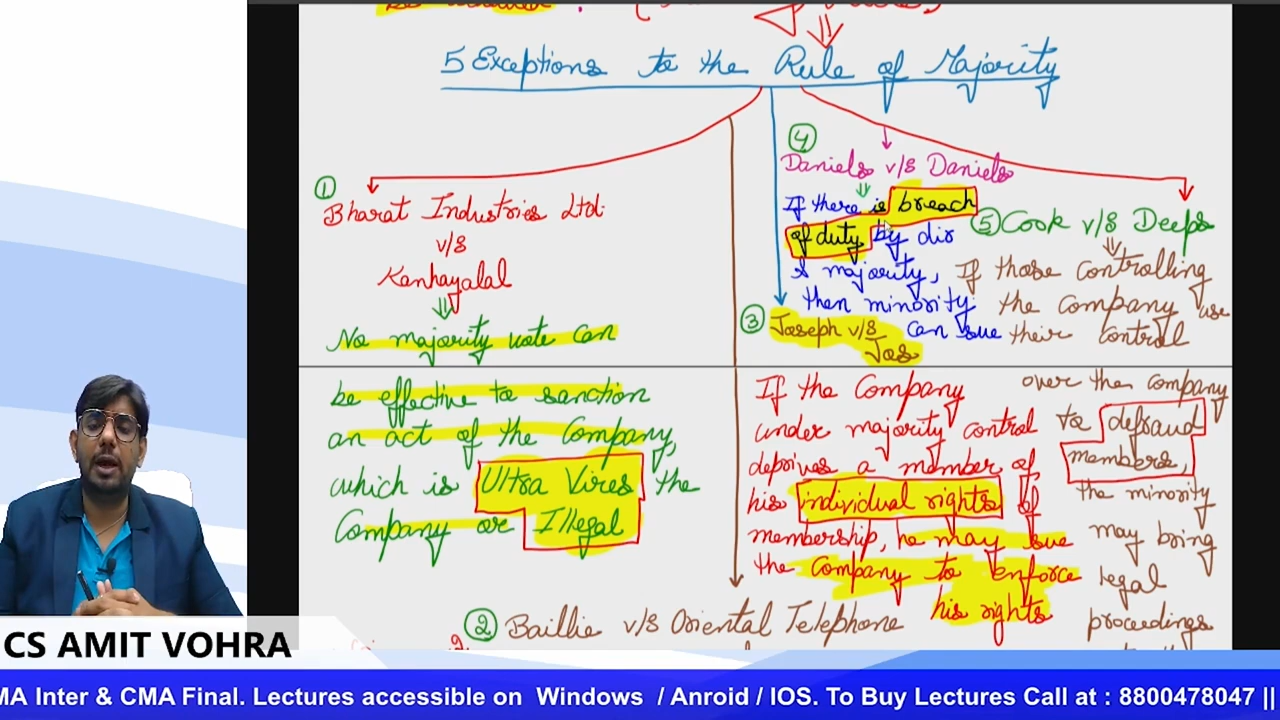 5 Exceptions to the Rule of Majority
①
Bharat Industries Ltd.
v/s
Kanhayalal
No majority vote can
be effective to sanction
an act of the Company,
which is Ultra Vires the
Company or Illegal
② Baillie v/s Oriental Telephone
③ Joseph v/s
Jos
If the Company
under majority control
deprives a member of,
his individual rights of
membership, he may sue
the Company to enforce
his rights
④
Daniels v/s Daniels
If there is breach
of duty by dir
& majority,
then minority
can sue
⑤ Cook v/s Deeps
If those controlling
the company use
their control
over the company
to defraud
members,
the minority
may bring
legal
proceedings
CS AMIT VOHRA
MA Inter & CMA Final. Lectures accessible on Windows / Anroid / IOS. To Buy Lectures Call at : 8800478047 ||